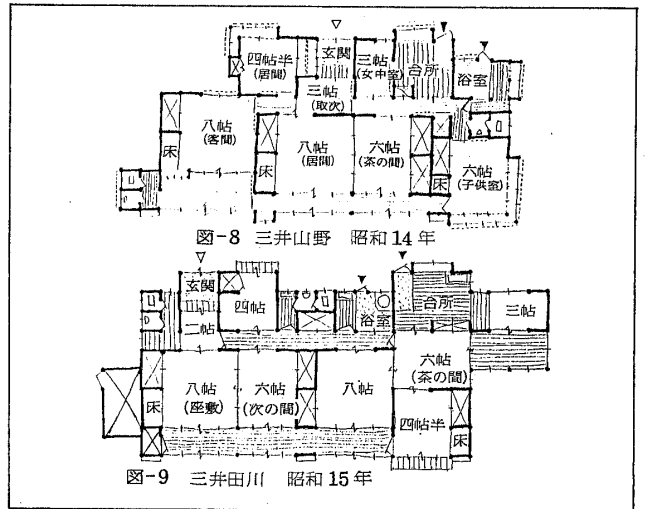 四帖半
(居間)
玄関
三帖
(女中室)
台所
浴室
三帖
(取次)
八帖
(客間)
床
八帖
(居間)
床
六帖
(茶の間)
床
六帖
(子供室)
図-8 三井山野 昭和14年
玄関
二帖
四帖
浴室
台所
三帖
八帖
(座敷)
床
六帖
(次の間)
八帖
六帖
(茶の間)
四帖半
床
図-9 三井田川 昭和15年